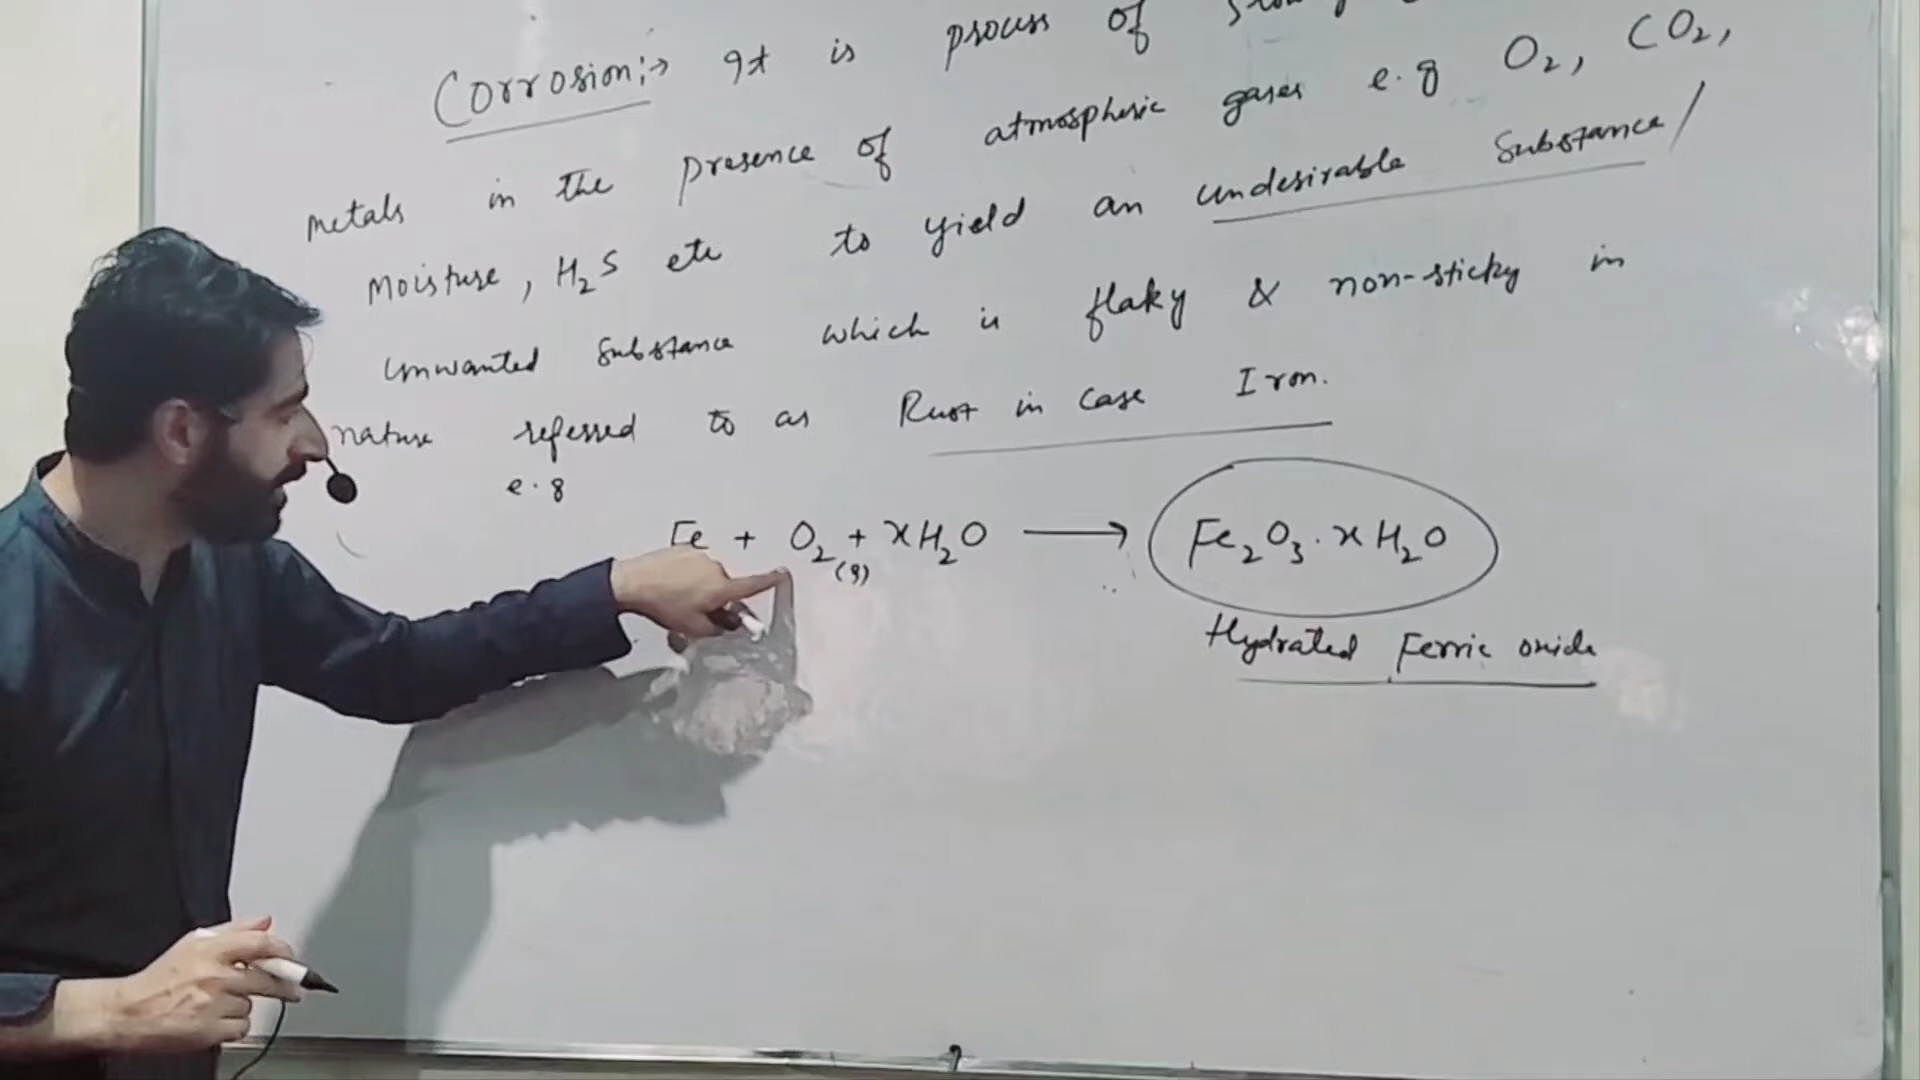 Corrosion:→ It is process of
metals in the presence of atmospheric gases e.g O₂, CO₂,
Moisture, H₂S etc to yield an undesirable Substance/
unwanted Substance which is flaky & non-sticky in
nature referred to as Rust in case Iron.
e.g
Fe + O₂(g) + xH₂O → Fe₂O₃.xH₂O
Hydrated Ferric oxide